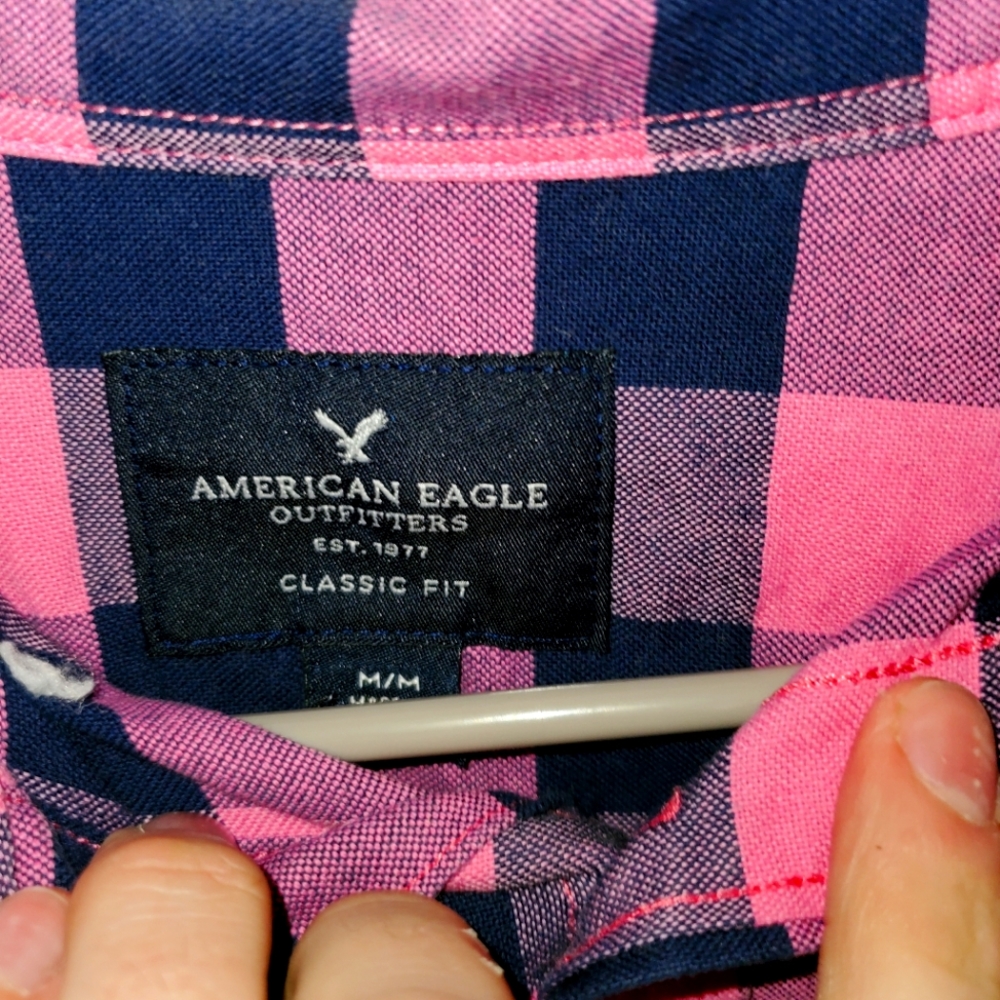 AMERICAN EAGLE
OUTFITTERS
EST. 1977
CLASSIC FIT
M/M